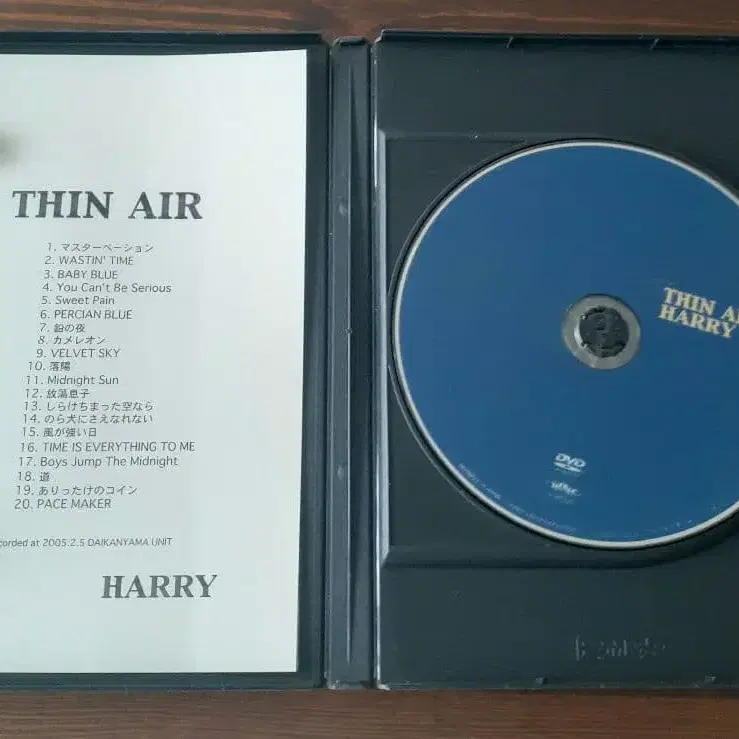 THIN AIR
1. マスターベーション
2. WASTIN' TIME
3. BABY BLUE
4. You Can't Be Serious
5. Sweet Pain
6. PERCIAN BLUE
7. 鉛の夜
8. カメレオン
9. VELVET SKY
10. 落陽
11. Midnight Sun
12. 放蕩息子
13. しらけちまった空なら
14. のら犬にさえなれない
15. 風が強い日
16. TIME IS EVERYTHING TO ME
17. Boys Jump The Midnight
18. 道
19. ありったけのコイン
20. PACE MAKER
corded at 2005.2.5 DAIKANYAMA UNIT
HARRY
THIN AI
HARRY
DVD